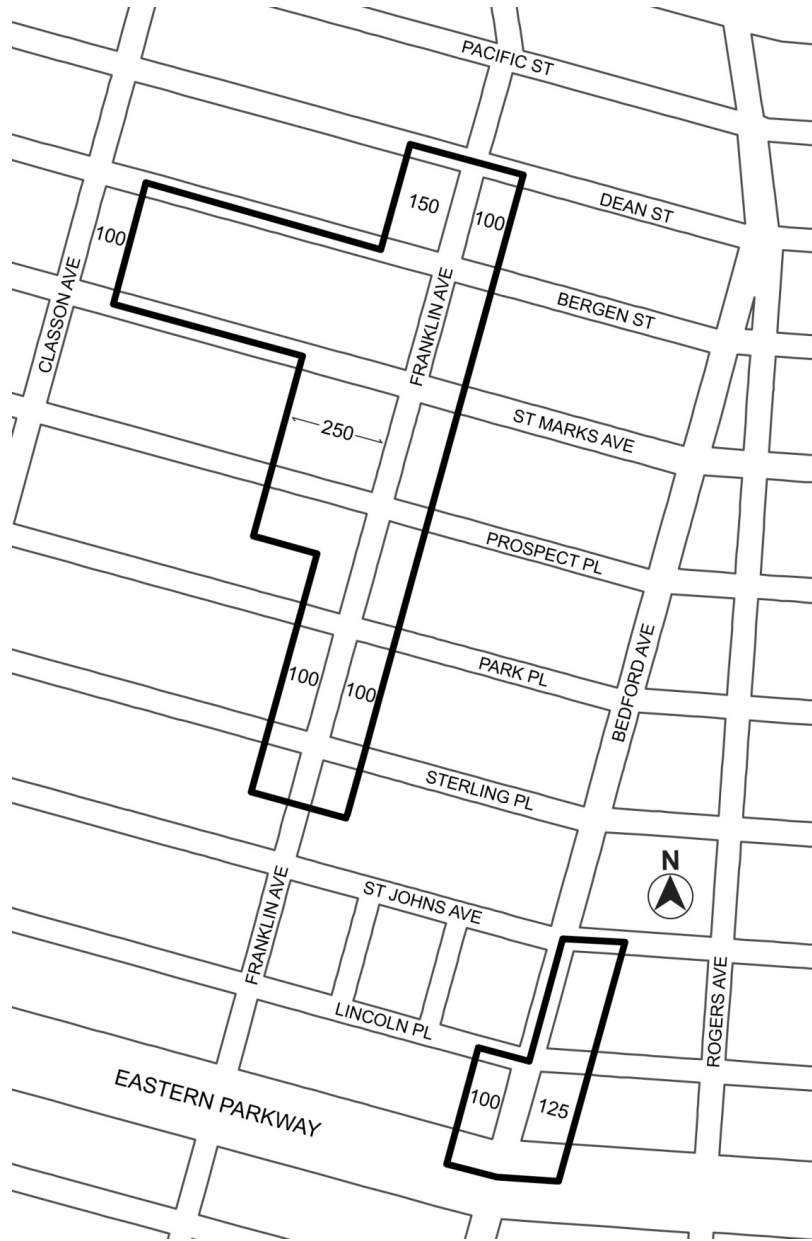 PACIFIC ST
DEAN ST
150
100
100
CLASSON AVE
FRANKLIN AVE
BERGEN ST
250
ST MARKS AVE
PROSPECT PL
BEDFORD AVE
PARK PL
100
100
STERLING PL
N
ST JOHNS AVE
FRANKLIN AVE
ROGERS AVE
LINCOLN PL
EASTERN PARKWAY
100
125